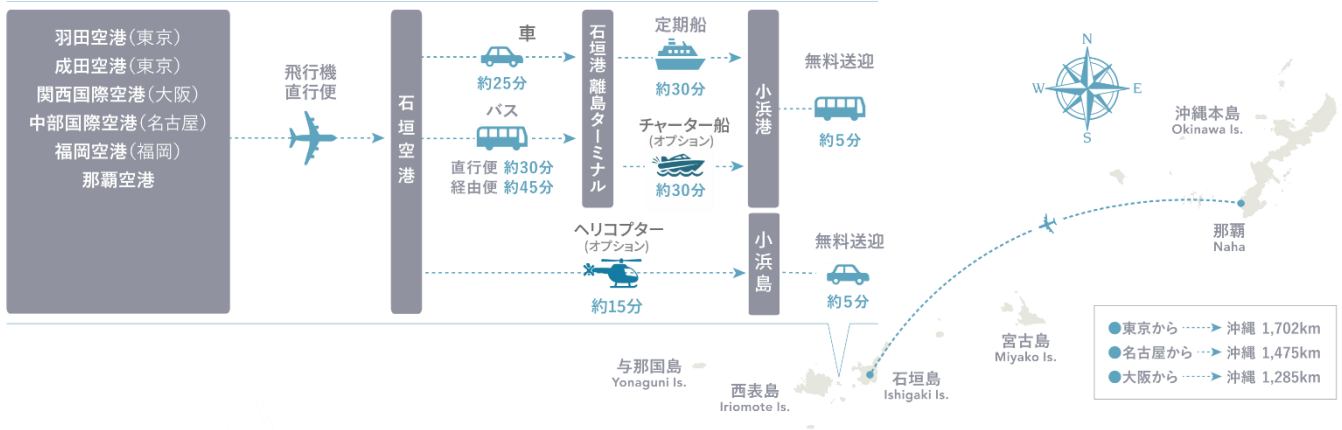 羽田空港(東京)
成田空港(東京)
関西国際空港(大阪)
中部国際空港(名古屋)
福岡空港(福岡)
那覇空港
飛行機
直行便
石垣空港
車
約25分
バス
直行便 約30分
経由便 約45分
石垣港 離島ターミナル
定期船
約30分
チャーター船
(オプション)
約30分
小浜港
無料送迎
約5分
ヘリコプター
(オプション)
約15分
小浜島
無料送迎
約5分
N
W
E
S
沖縄本島
Okinawa Is.
那覇
Naha
宮古島
Miyako Is.
石垣島
Ishigaki Is.
西表島
Iriomote Is.
与那国島
Yonaguni Is.
東京から 沖縄 1,702km
名古屋から 沖縄 1,475km
大阪から 沖縄 1,285km